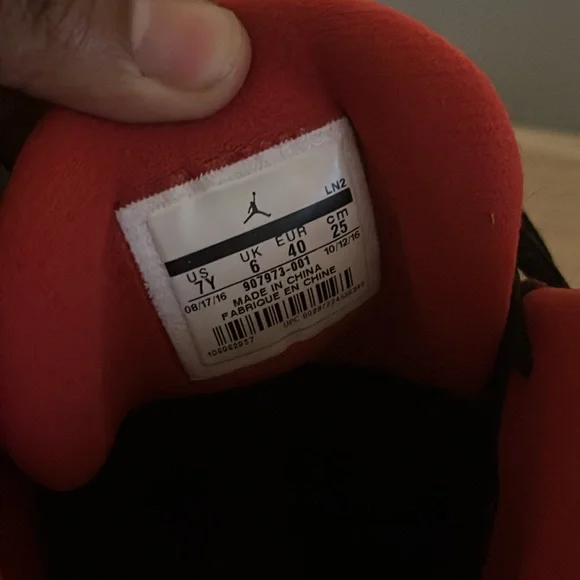 LN2
US UK EUR cm
7Y 6 40 25
08/17/16 907973-001 10/12/16
MADE IN CHINA
FABRIQUE EN CHINE
UPC